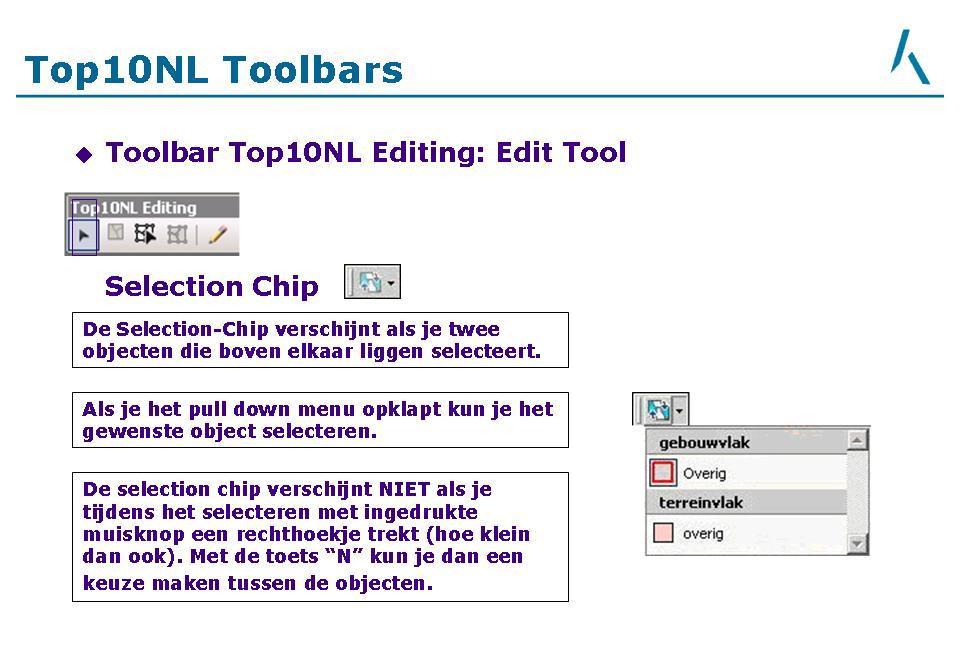 Top10NL Toolbars
◆ Toolbar Top10NL Editing: Edit Tool
Top10NL Editing
Selection Chip
De Selection-Chip verschijnt als je twee
objecten die boven elkaar liggen selecteert.
Als je het pull down menu opklapt kun je het
gewenste object selecteren.
De selection chip verschijnt NIET als je
tijdens het selecteren met ingedrukte
muisknop een rechthoekje trekt (hoe klein
dan ook). Met de toets “N” kun je dan een
keuze maken tussen de objecten.
gebouwvlak
Overig
terreinvlak
overig